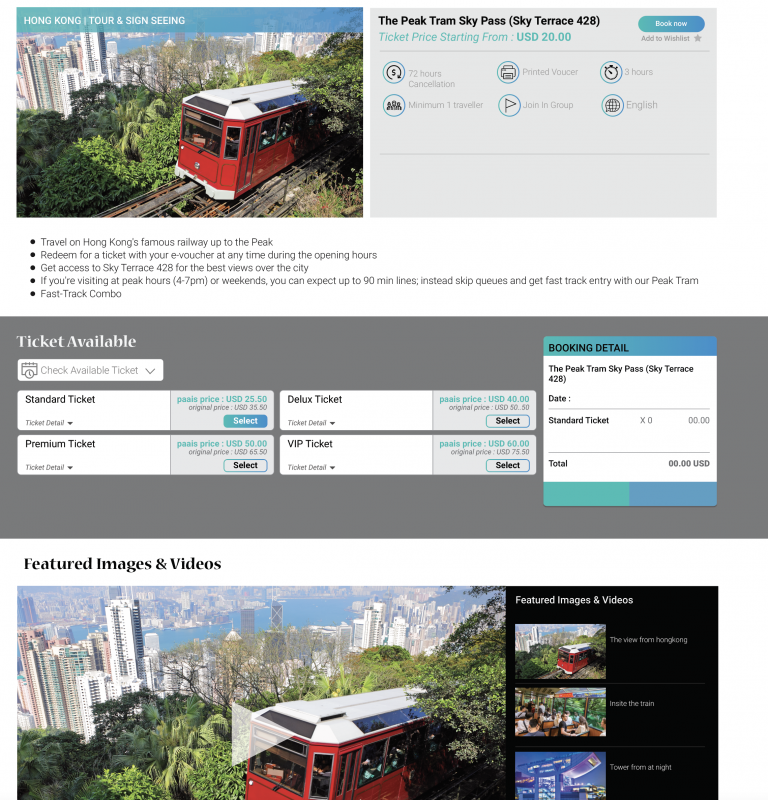 HONG KONG | TOUR & SIGN SEEING
The Peak Tram Sky Pass (Sky Terrace 428)
Ticket Price Starting From : USD 20.00
Book now
Add to Wishlist
72 hours
Cancellation
Printed Voucer
3 hours
Minimum 1 traveller
Join In Group
English
Travel on Hong Kong's famous railway up to the Peak
Redeem for a ticket with your e-voucher at any time during the opening hours
Get access to Sky Terrace 428 for the best views over the city
If you're visiting at peak hours (4-7pm) or weekends, you can expect up to 90 min lines; instead skip queues and get fast track entry with our Peak Tram
Fast-Track Combo
Ticket Available
Check Available Ticket
Standard Ticket
paais price : USD 25.50
original price : USD 35.50
Ticket Detail
Select
Delux Ticket
paais price : USD 40.00
original price : USD 50..50
Ticket Detail
Select
Premium Ticket
paais price : USD 50.00
original price : USD 65.50
Ticket Detail
Select
VIP Ticket
paais price : USD 60.00
original price : USD 75.50
Ticket Detail
Select
BOOKING DETAIL
The Peak Tram Sky Pass (Sky Terrace
428)
Date :
Standard Ticket X 0 00.00
Total 00.00 USD
Featured Images & Videos
Featured Images & Videos
The view from hongkong
Insite the train
Tower from at night